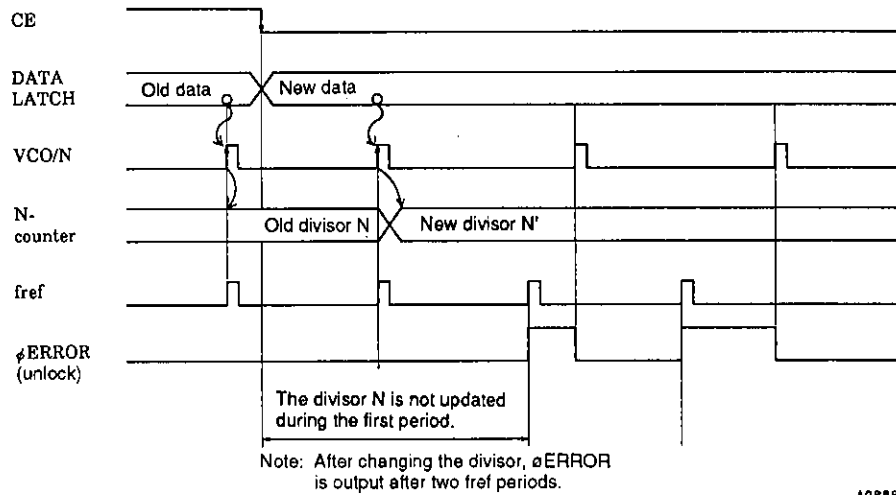 CE
DATA
LATCH
Old data
New data
VCO/N
N-
counter
Old divisor N
New divisor N'
fref
øERROR
(unlock)
The divisor N is not updated
during the first period.
Note: After changing the divisor, øERROR
is output after two fref periods.